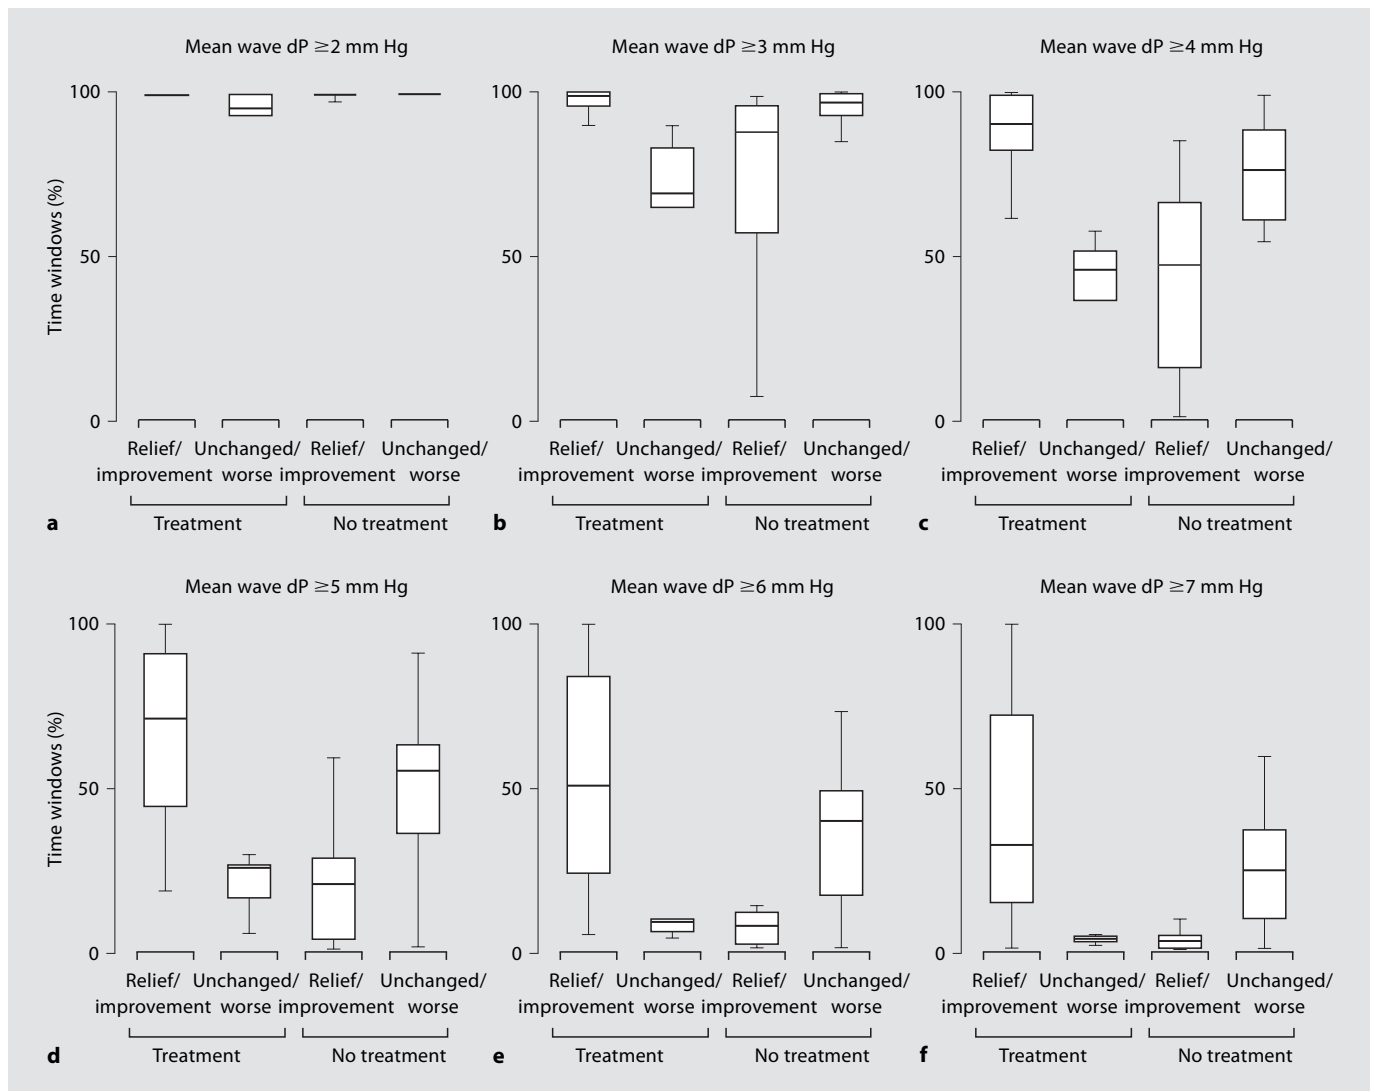 Mean wave dP ≥2 mm Hg
Mean wave dP ≥3 mm Hg
Mean wave dP ≥4 mm Hg
100
50
0
Time windows (%)
Relief/ Unchanged/ Relief/ Unchanged/
improvement worse improvement worse
Treatment No treatment
a
100
50
0
Relief/ Unchanged/ Relief/ Unchanged/
improvement worse improvement worse
Treatment No treatment
b
100
50
0
Relief/ Unchanged/ Relief/ Unchanged/
improvement worse improvement worse
Treatment No treatment
c
Mean wave dP ≥5 mm Hg
Mean wave dP ≥6 mm Hg
Mean wave dP ≥7 mm Hg
100
50
0
Time windows (%)
Relief/ Unchanged/ Relief/ Unchanged/
improvement worse improvement worse
Treatment No treatment
d
100
50
0
Relief/ Unchanged/ Relief/ Unchanged/
improvement worse improvement worse
Treatment No treatment
e
100
50
0
Relief/ Unchanged/ Relief/ Unchanged/
improvement worse improvement worse
Treatment No treatment
f